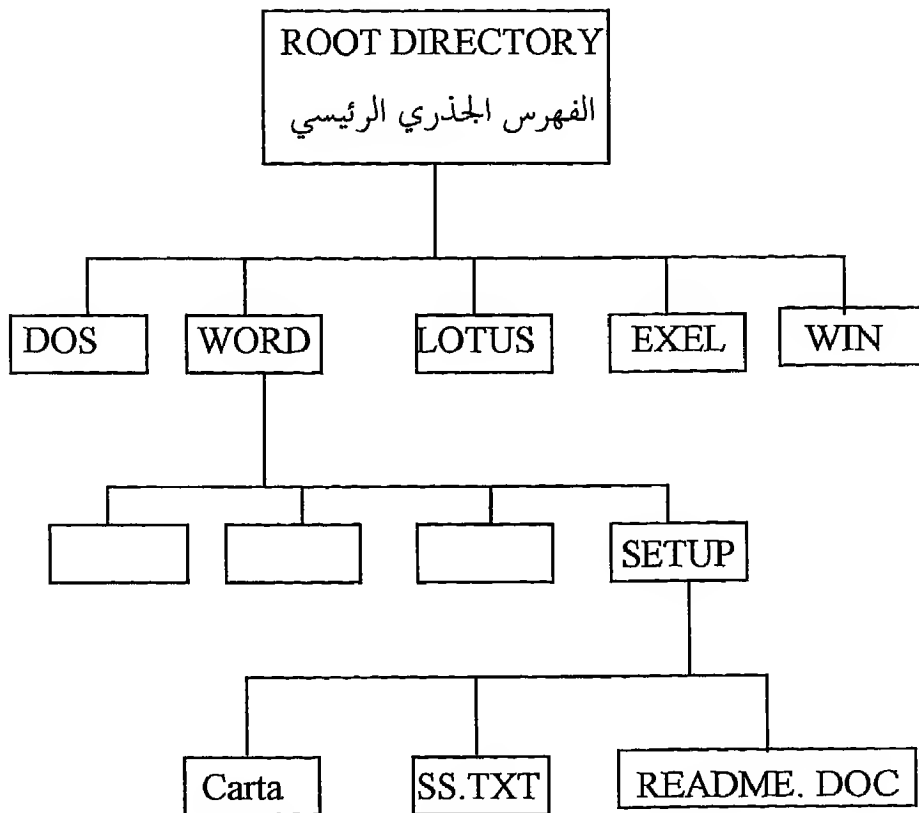 ROOT DIRECTORY
الفهرس الجذري الرئيسي
DOS
WORD
LOTUS
EXEL
WIN
SETUP
Carta
SS.TXT
README. DOC